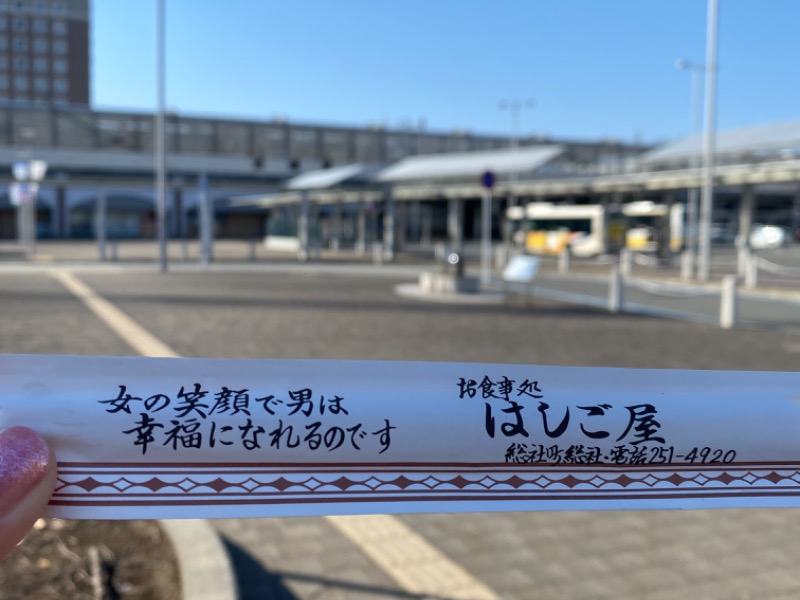 女の笑顔で男は
幸福になれるのです
お食事処
はしご屋
総社町総社・電話251-4920